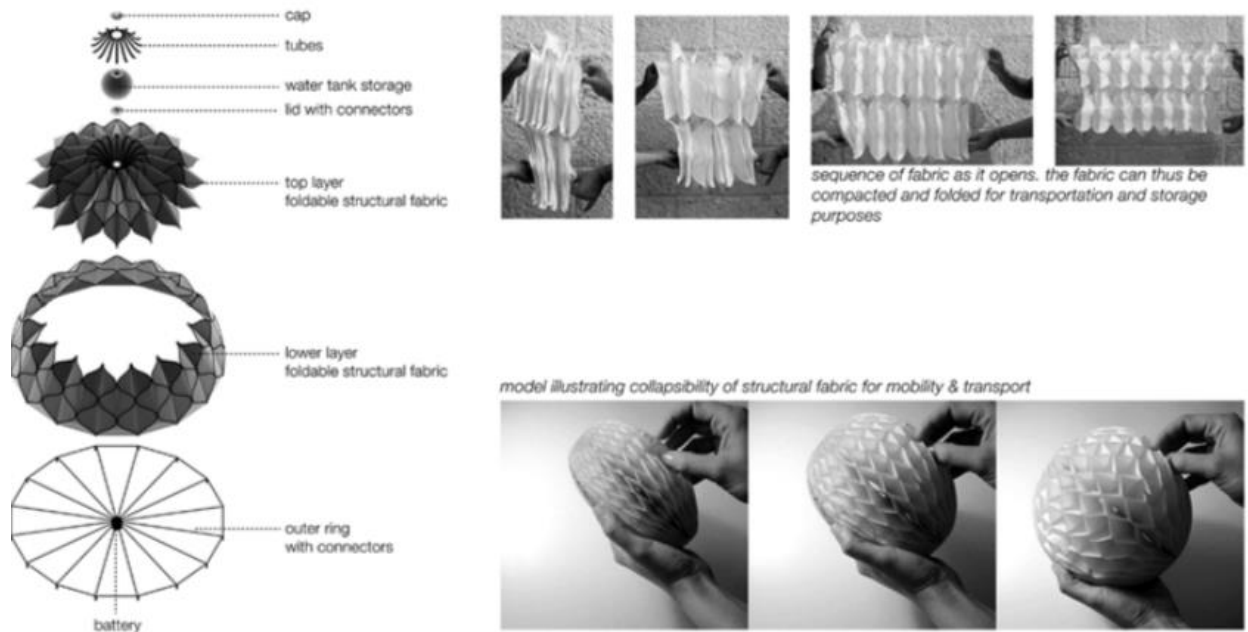 cap
tubes
water tank storage
lid with connectors
top layer
foldable structural fabric
lower layer
foldable structural fabric
outer ring
with connectors
battery
sequence of fabric as it opens. the fabric can thus be
compacted and folded for transportation and storage
purposes
model illustrating collapsibility of structural fabric for mobility & transport